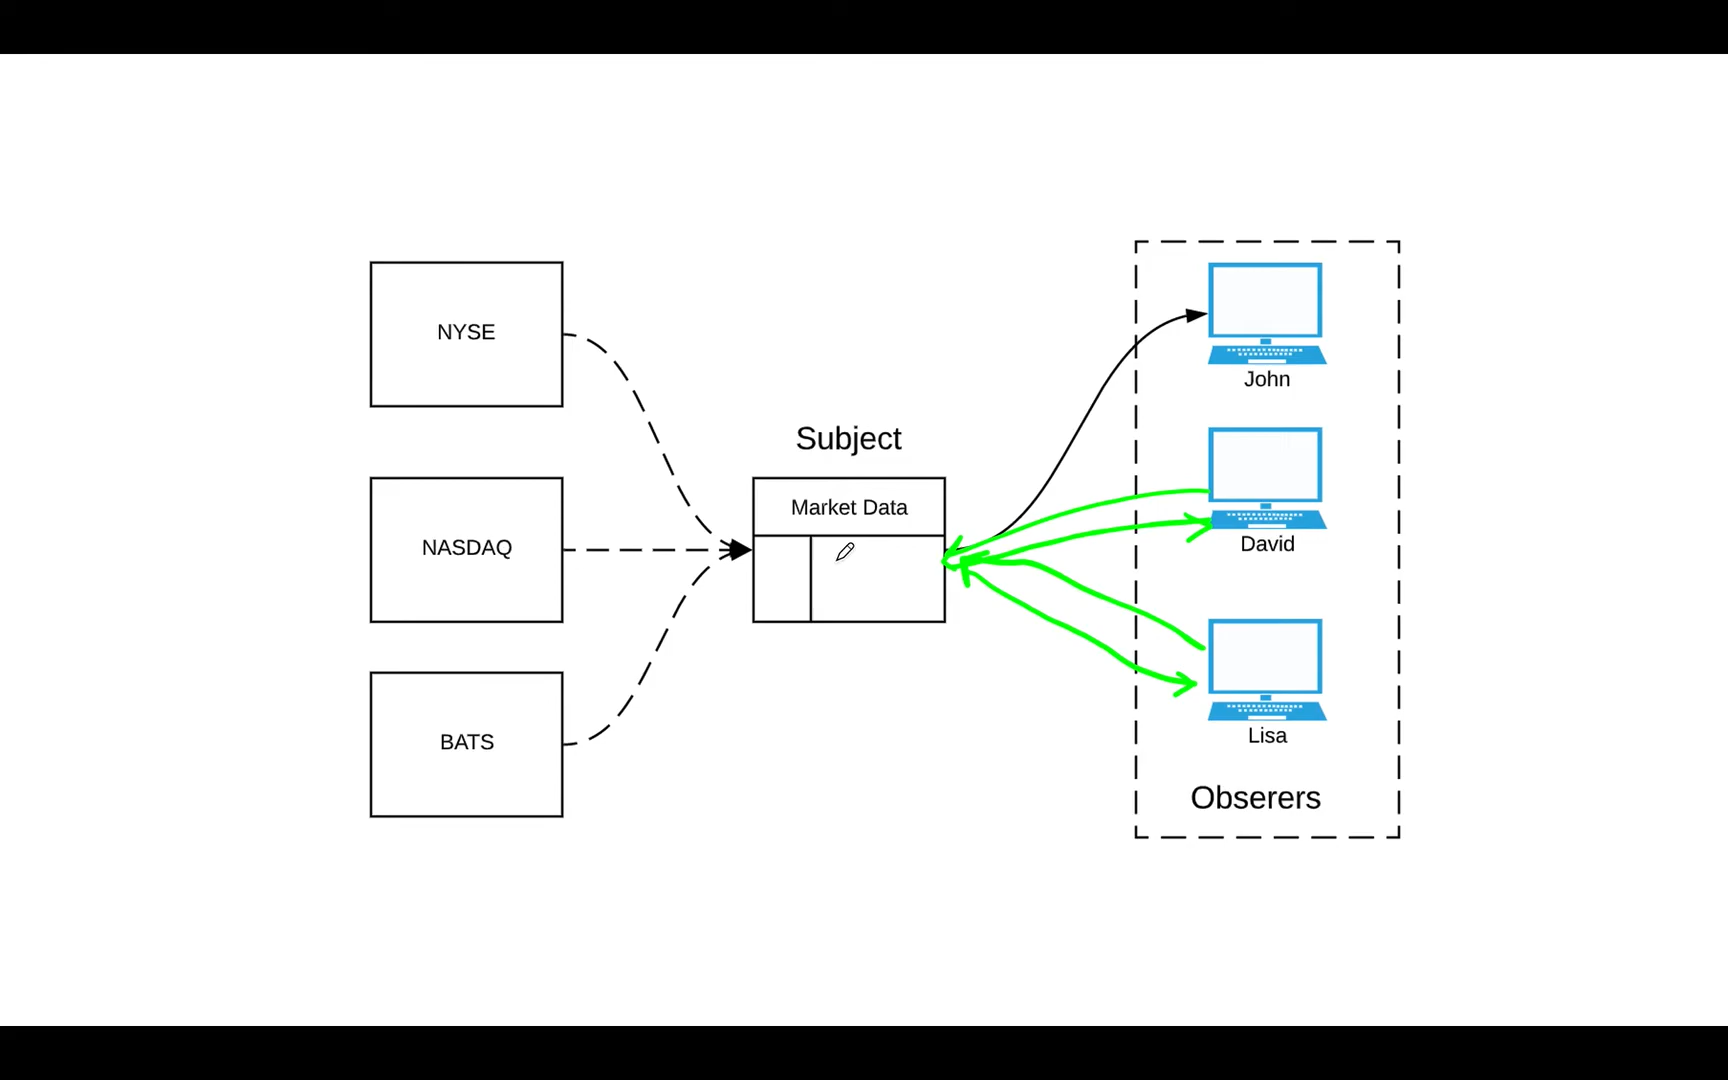 NYSE
NASDAQ
BATS
Subject
Market Data
John
David
Lisa
Obserers